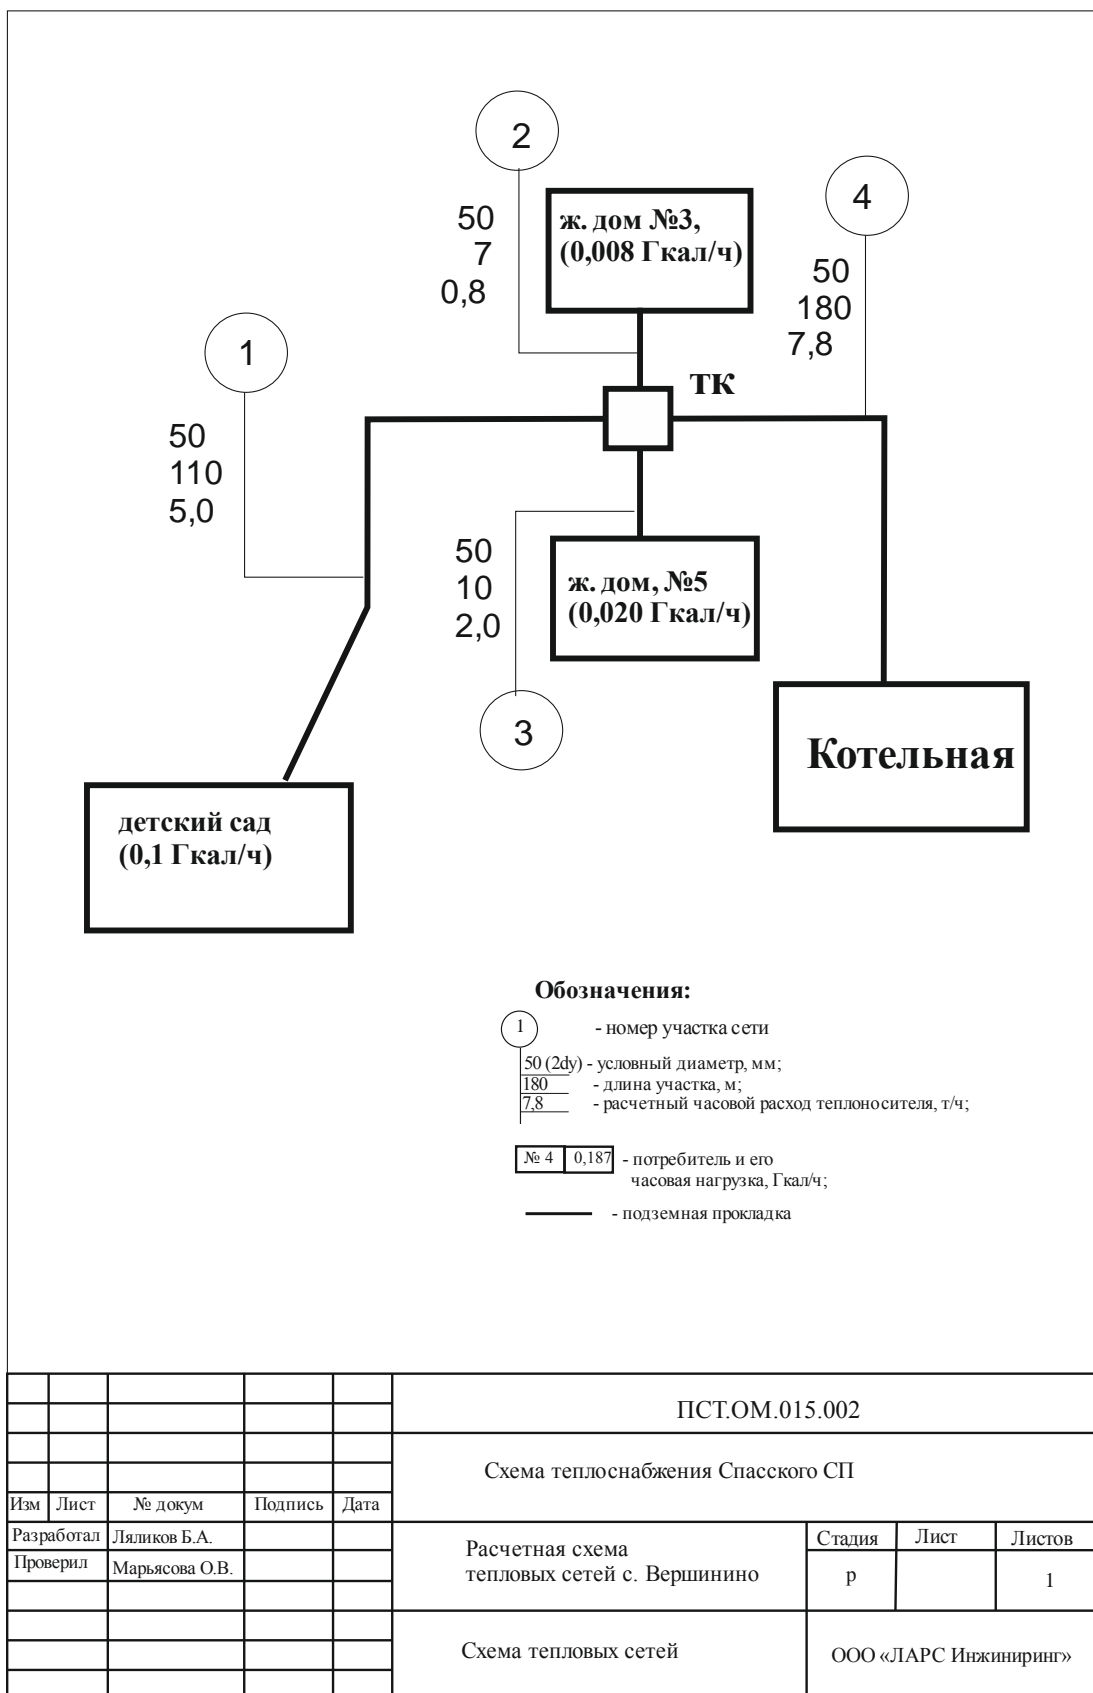 2
4
ж. дом №3,
(0,008 Гкал/ч)
50
7
0,8
50
180
7,8
1
ТК
50
110
5,0
50
10
2,0
ж. дом, №5
(0,020 Гкал/ч)
3
Котельная
детский сад
(0,1 Гкал/ч)
Обозначения:
1 - номер участка сети
50 (2dy) - условный диаметр, мм;
180 - длина участка, м;
7,8 - расчетный часовой расход теплоносителя, т/ч;
№ 4 0,187 - потребитель и его
часовая нагрузка, Гкал/ч;
- подземная прокладка
ПСТ.ОМ.015.002
Схема теплоснабжения Спасского СП
Изм Лист № докум Подпись Дата
Разработал Ляликов Б.А.
Проверил Марьясова О.В.
Расчетная схема
тепловых сетей с. Вершинино
Стадия Лист Листов
р 1
Схема тепловых сетей
ООО «ЛАРС Инжиниринг»